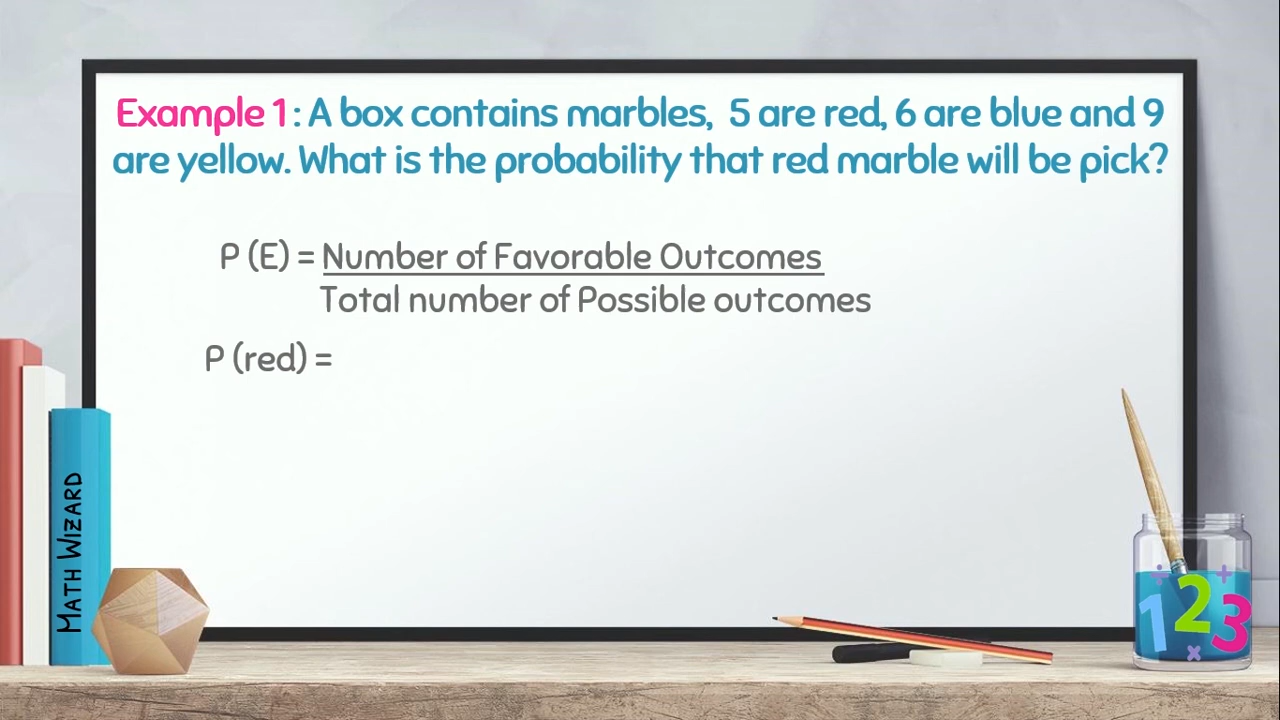 Example 1: A box contains marbles, 5 are red, 6 are blue and 9
are yellow. What is the probability that red marble will be pick?
P (E) = Number of Favorable Outcomes
Total number of Possible outcomes
P (red) =
MATH WIZARD
÷ +
123
×